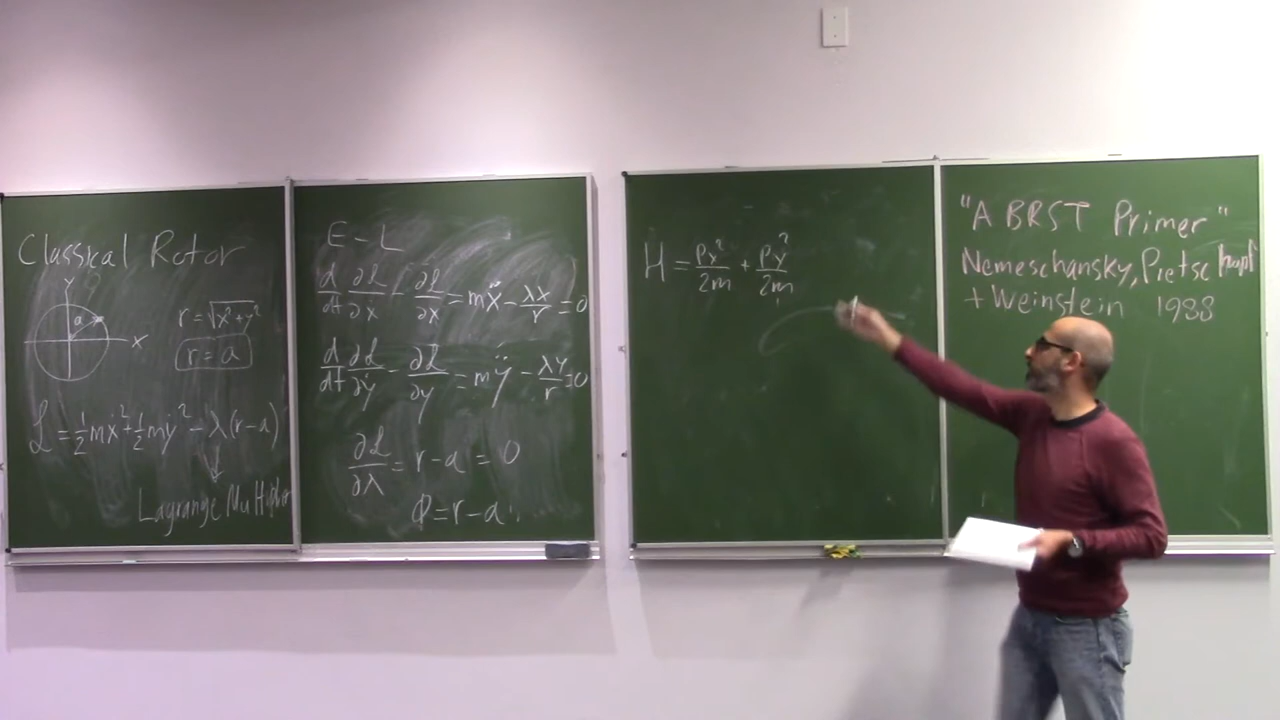 Classical Rotor
y
a
x
r = √x²+y²
r = a
L = ½mẋ² + ½mẏ² - λ(r-a)
Lagrange Multiplier
E-L
d/dt ∂L/∂ẋ - ∂L/∂x = mẍ - λx/r = 0
d/dt ∂L/∂ẏ - ∂L/∂y = mÿ - λy/r = 0
∂L/∂λ = r-a = 0
Φ = r-a
H = Px²/2m + Py²/2m
"A BRST Primer"
Nemeschansky, Preitschopf
+ Weinstein 1988